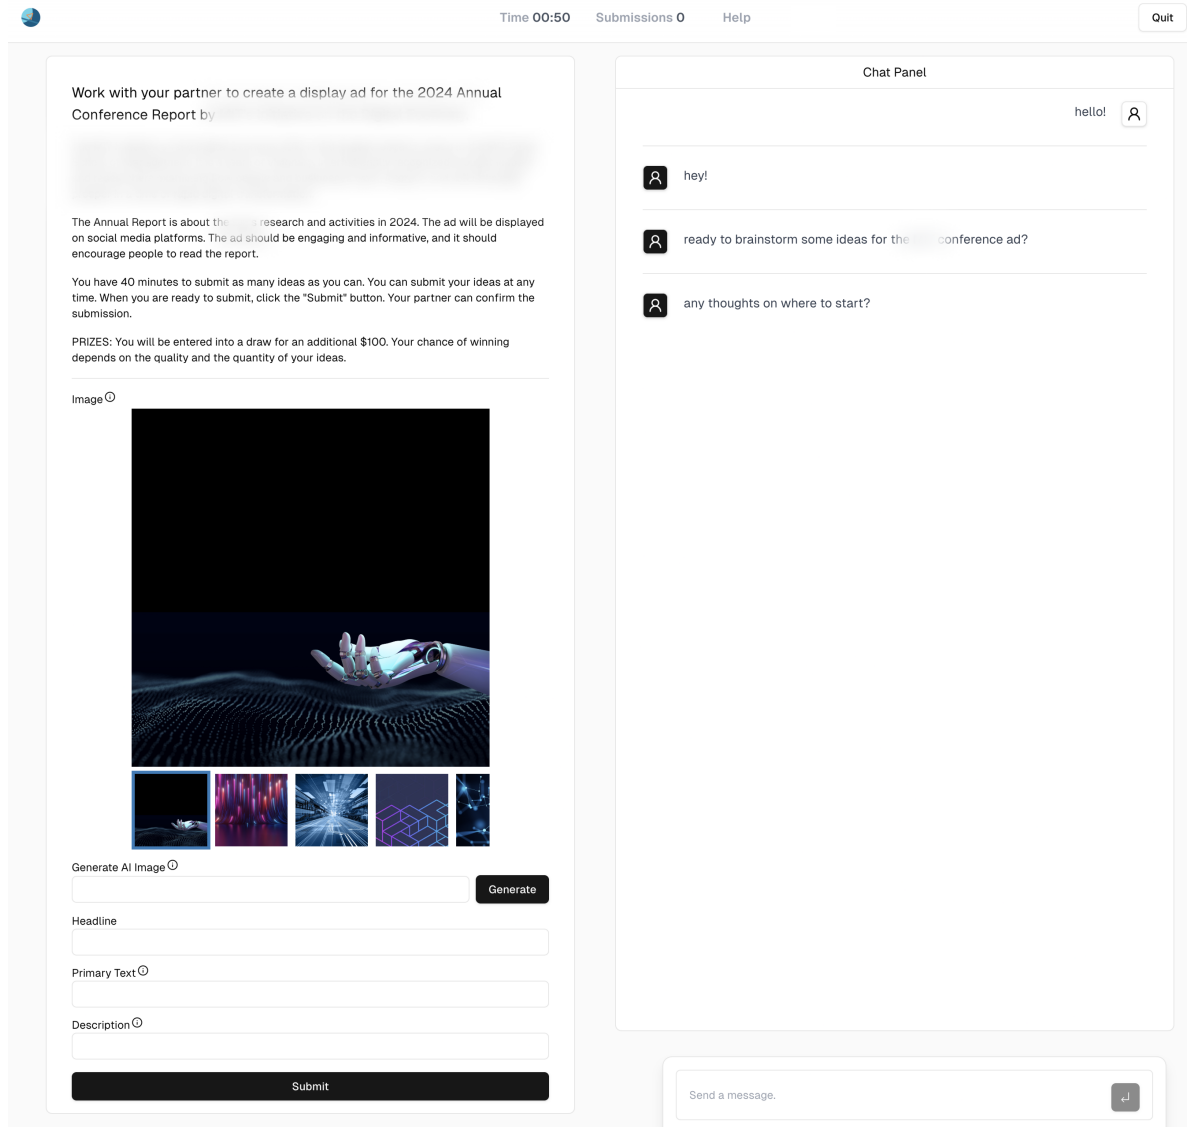 Time 00:50 Submissions 0 Help
Quit
Work with your partner to create a display ad for the 2024 Annual
Conference Report by
The Annual Report is about the research and activities in 2024. The ad will be displayed
on social media platforms. The ad should be engaging and informative, and it should
encourage people to read the report.
You have 40 minutes to submit as many ideas as you can. You can submit your ideas at any
time. When you are ready to submit, click the "Submit" button. Your partner can confirm the
submission.
PRIZES: You will be entered into a draw for an additional $100. Your chance of winning
depends on the quality and the quantity of your ideas.
Image
Generate AI Image
Generate
Headline
Primary Text
Description
Submit
Chat Panel
hello!
hey!
ready to brainstorm some ideas for the conference ad?
any thoughts on where to start?
Send a message.